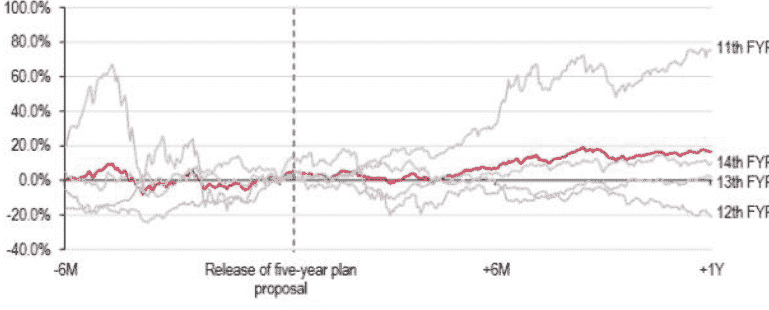 100.0%
80.0%
60.0%
40.0%
20.0%
0.0%
-20.0%
-40.0%
11th FYP
14th FYP
13th FYP
12th FYP
-6M
Release of five-year plan
proposal
+6M
+1Y